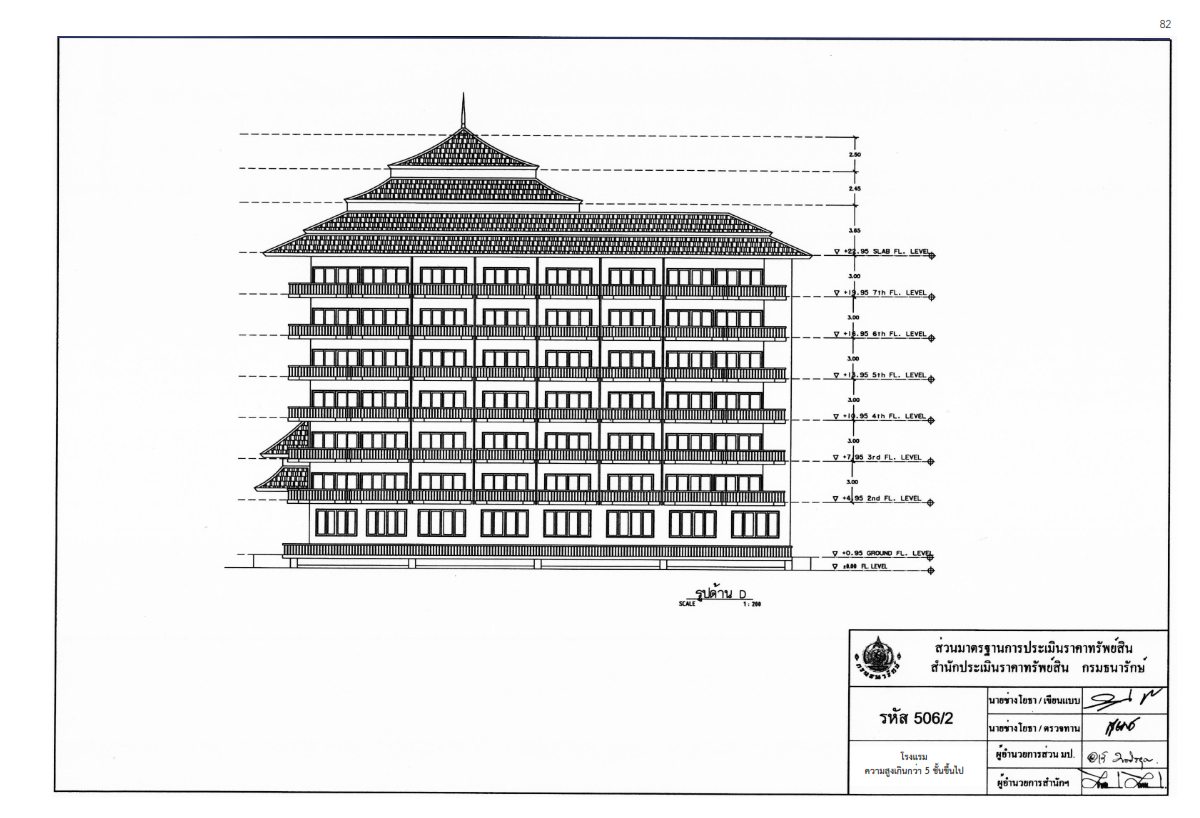 82
2.50
2.45
3.65
∇ +22.95 SLAB FL. LEVEL
3.00
∇ +19.95 7th FL. LEVEL
3.00
∇ +16.95 6th FL. LEVEL
3.00
∇ +13.95 5th FL. LEVEL
3.00
∇ +10.95 4th FL. LEVEL
3.00
∇ +7.95 3rd FL. LEVEL
3.00
∇ +4.95 2nd FL. LEVEL
∇ +0.95 GROUND FL. LEVEL
∇ ±0.00 FL. LEVEL
รูปด้าน D
SCALE 1 : 200
ส่วนมาตรฐานการประเมินราคาทรัพย์สิน
สำนักประเมินราคาทรัพย์สิน กรมธนารักษ์
กรมธนารักษ์
รหัส 506/2
นายช่างโยธา / เขียนแบบ
นายช่างโยธา / ตรวจทาน
โรงแรม
ความสูงเกินกว่า 5 ชั้นขึ้นไป
ผู้อำนวยการส่วน มป.
ผู้อำนวยการสำนักฯ